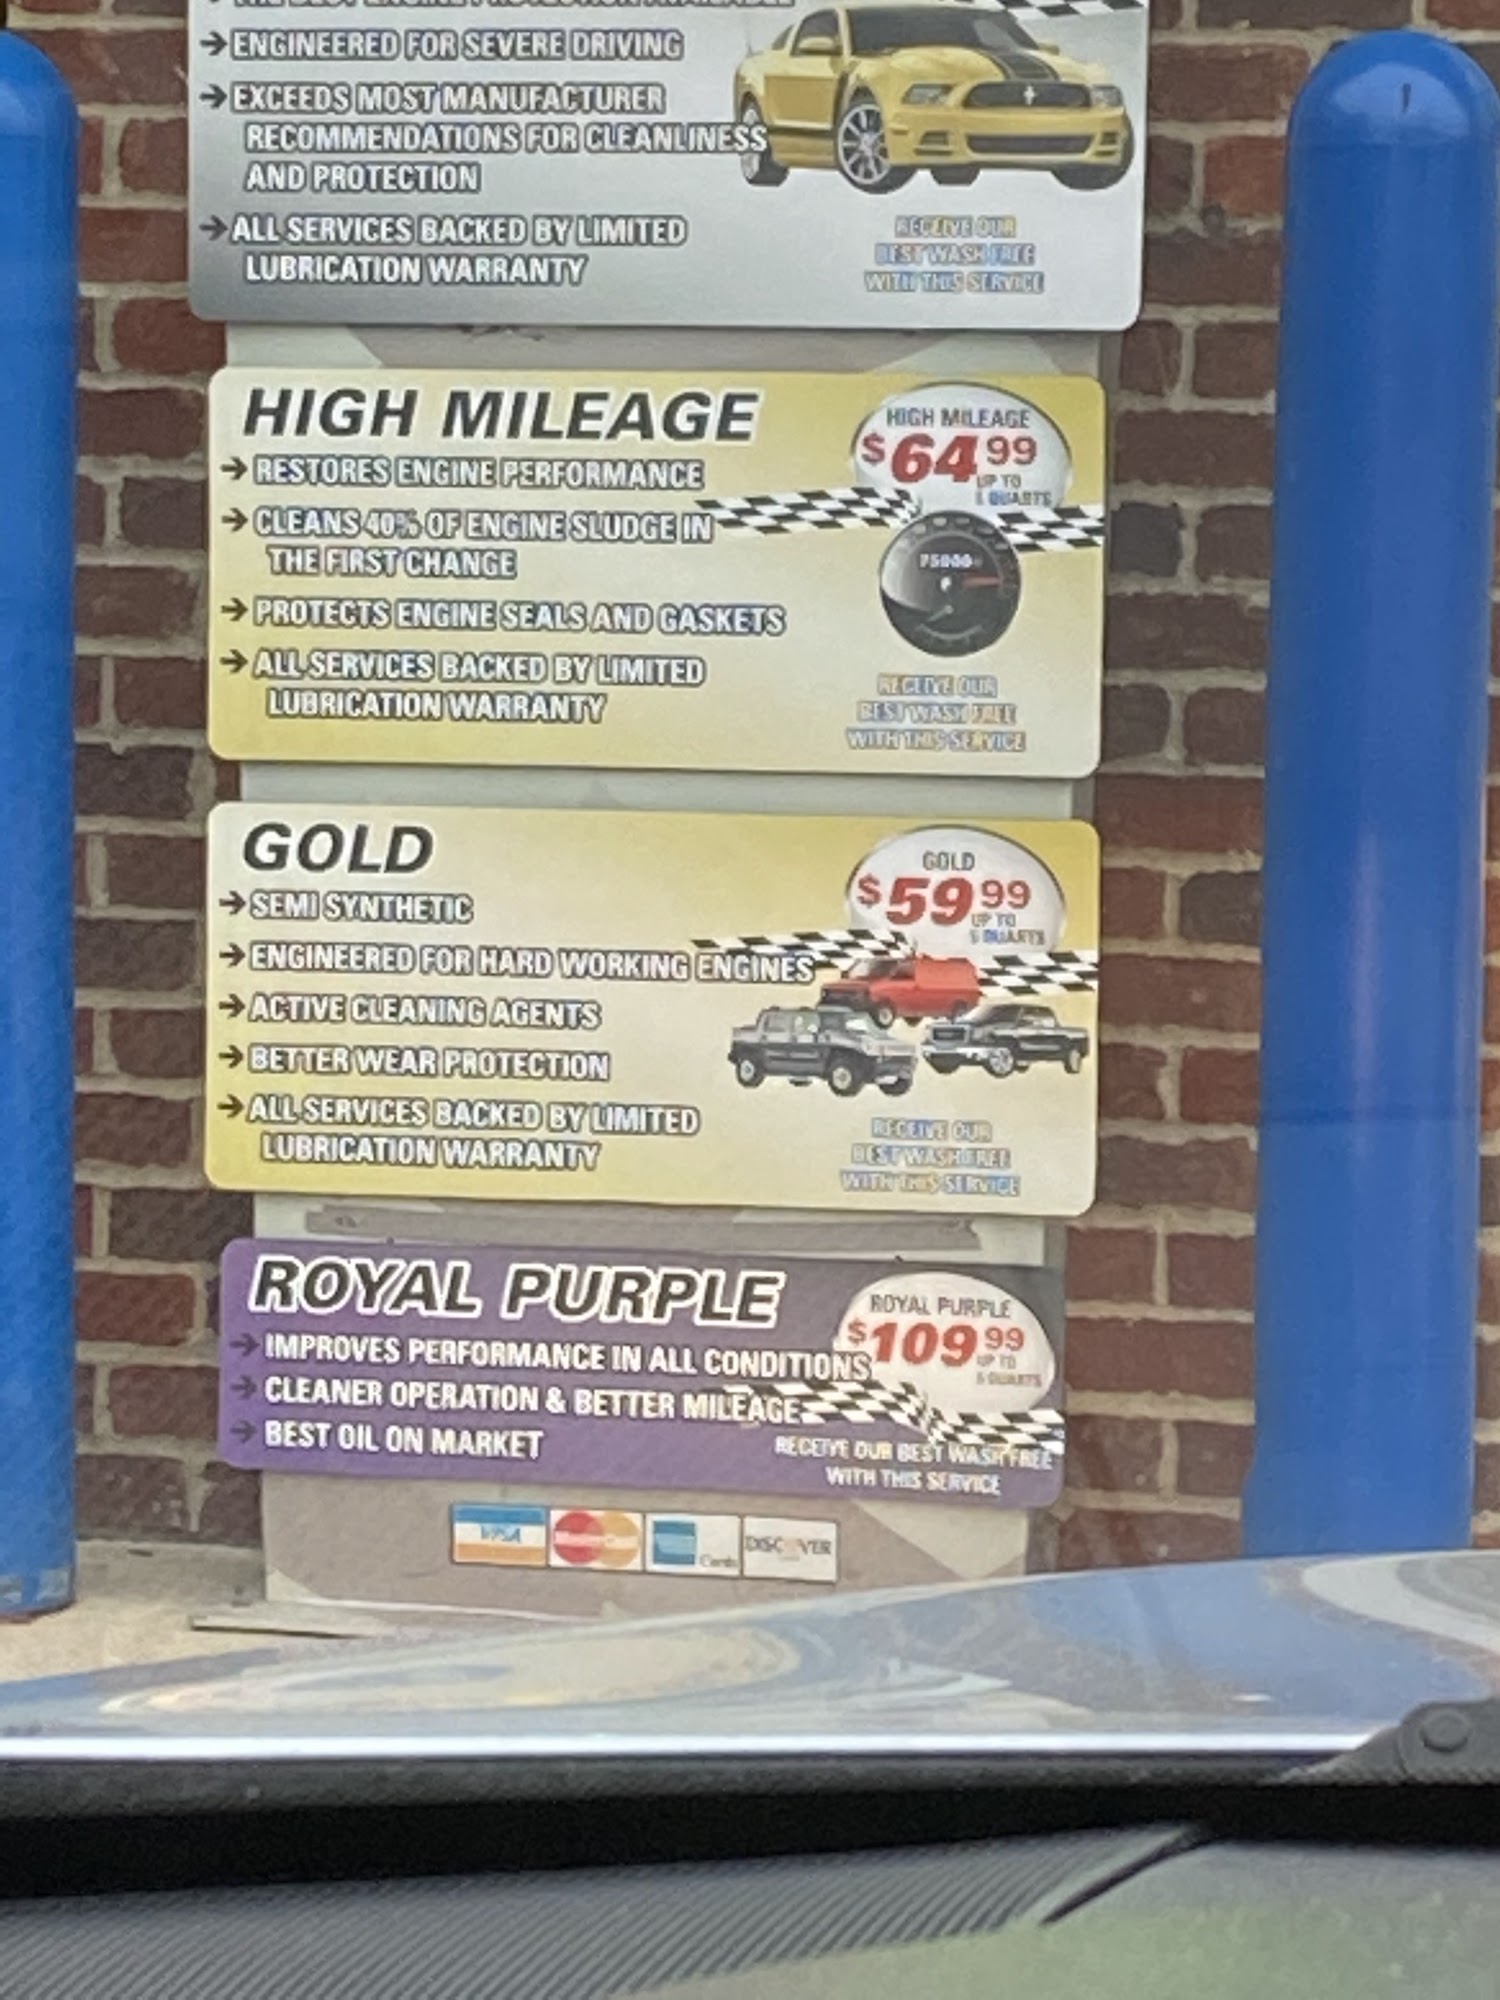 THE BEST ENGINE PROTECTION AVAILABLE
→ ENGINEERED FOR SEVERE DRIVING
→ EXCEEDS MOST MANUFACTURER
RECOMMENDATIONS FOR CLEANLINESS
AND PROTECTION
→ ALL SERVICES BACKED BY LIMITED
LUBRICATION WARRANTY
RECEIVE OUR
BEST WASH FREE
WITH THIS SERVICE
HIGH MILEAGE
→ RESTORES ENGINE PERFORMANCE
→ CLEANS 40% OF ENGINE SLUDGE IN
THE FIRST CHANGE
→ PROTECTS ENGINE SEALS AND GASKETS
→ ALL SERVICES BACKED BY LIMITED
LUBRICATION WARRANTY
HIGH MILEAGE
$64.99
UP TO
QUARTS
75000
RECEIVE OUR
BEST WASH FREE
WITH THIS SERVICE
GOLD
→ SEMI SYNTHETIC
→ ENGINEERED FOR HARD WORKING ENGINES
→ ACTIVE CLEANING AGENTS
→ BETTER WEAR PROTECTION
→ ALL SERVICES BACKED BY LIMITED
LUBRICATION WARRANTY
GOLD
$59.99
UP TO
5 QUARTS
RECEIVE OUR
BEST WASH FREE
WITH THIS SERVICE
ROYAL PURPLE
→ IMPROVES PERFORMANCE IN ALL CONDITIONS
→ CLEANER OPERATION & BETTER MILEAGE
→ BEST OIL ON MARKET
ROYAL PURPLE
$109.99
UP TO
5 QUARTS
RECEIVE OUR BEST WASH FREE
WITH THIS SERVICE
VISA
Cards
DISCOVER